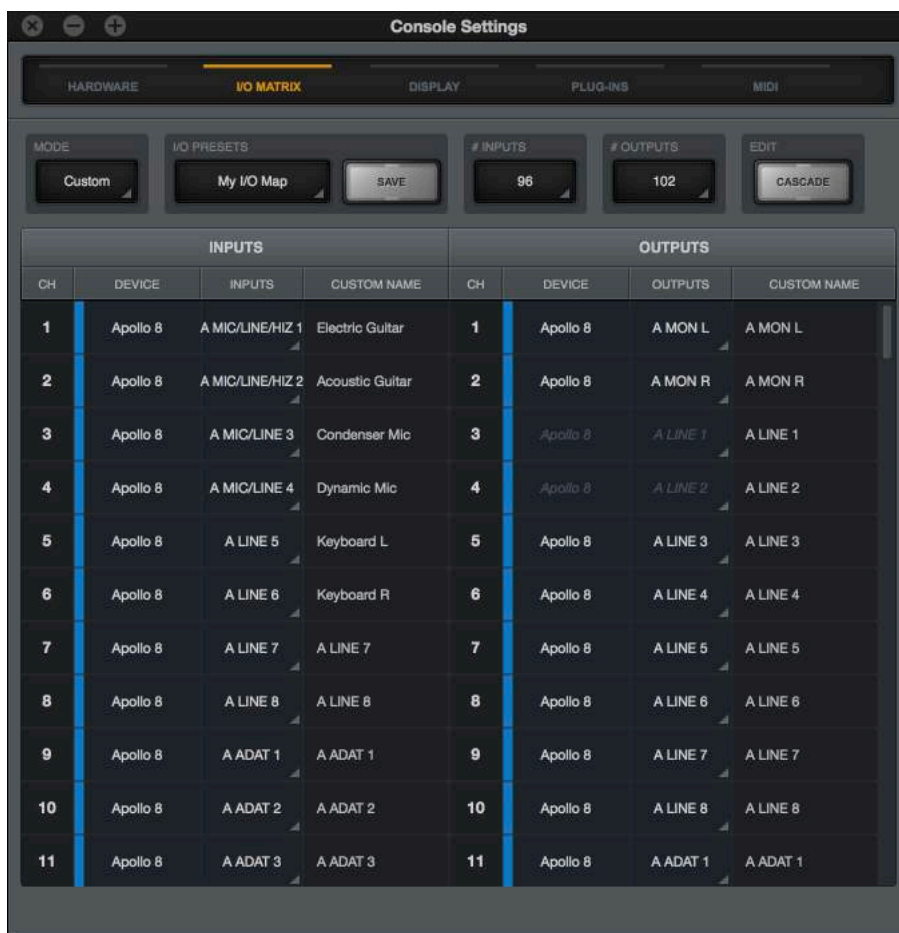 Console Settings
HARDWARE I/O MATRIX DISPLAY PLUG-INS MIDI
MODE I/O PRESETS # INPUTS # OUTPUTS EDIT
Custom My I/O Map SAVE 96 102 CASCADE
INPUTS OUTPUTS
CH DEVICE INPUTS CUSTOM NAME CH DEVICE OUTPUTS CUSTOM NAME
1 Apollo 8 A MIC/LINE/HIZ 1 Electric Guitar 1 Apollo 8 A MON L A MON L
2 Apollo 8 A MIC/LINE/HIZ 2 Acoustic Guitar 2 Apollo 8 A MON R A MON R
3 Apollo 8 A MIC/LINE 3 Condenser Mic 3 Apollo 8 A LINE 1 A LINE 1
4 Apollo 8 A MIC/LINE 4 Dynamic Mic 4 Apollo 8 A LINE 2 A LINE 2
5 Apollo 8 A LINE 5 Keyboard L 5 Apollo 8 A LINE 3 A LINE 3
6 Apollo 8 A LINE 6 Keyboard R 6 Apollo 8 A LINE 4 A LINE 4
7 Apollo 8 A LINE 7 A LINE 7 7 Apollo 8 A LINE 5 A LINE 5
8 Apollo 8 A LINE 8 A LINE 8 8 Apollo 8 A LINE 6 A LINE 6
9 Apollo 8 A ADAT 1 A ADAT 1 9 Apollo 8 A LINE 7 A LINE 7
10 Apollo 8 A ADAT 2 A ADAT 2 10 Apollo 8 A LINE 8 A LINE 8
11 Apollo 8 A ADAT 3 A ADAT 3 11 Apollo 8 A ADAT 1 A ADAT 1